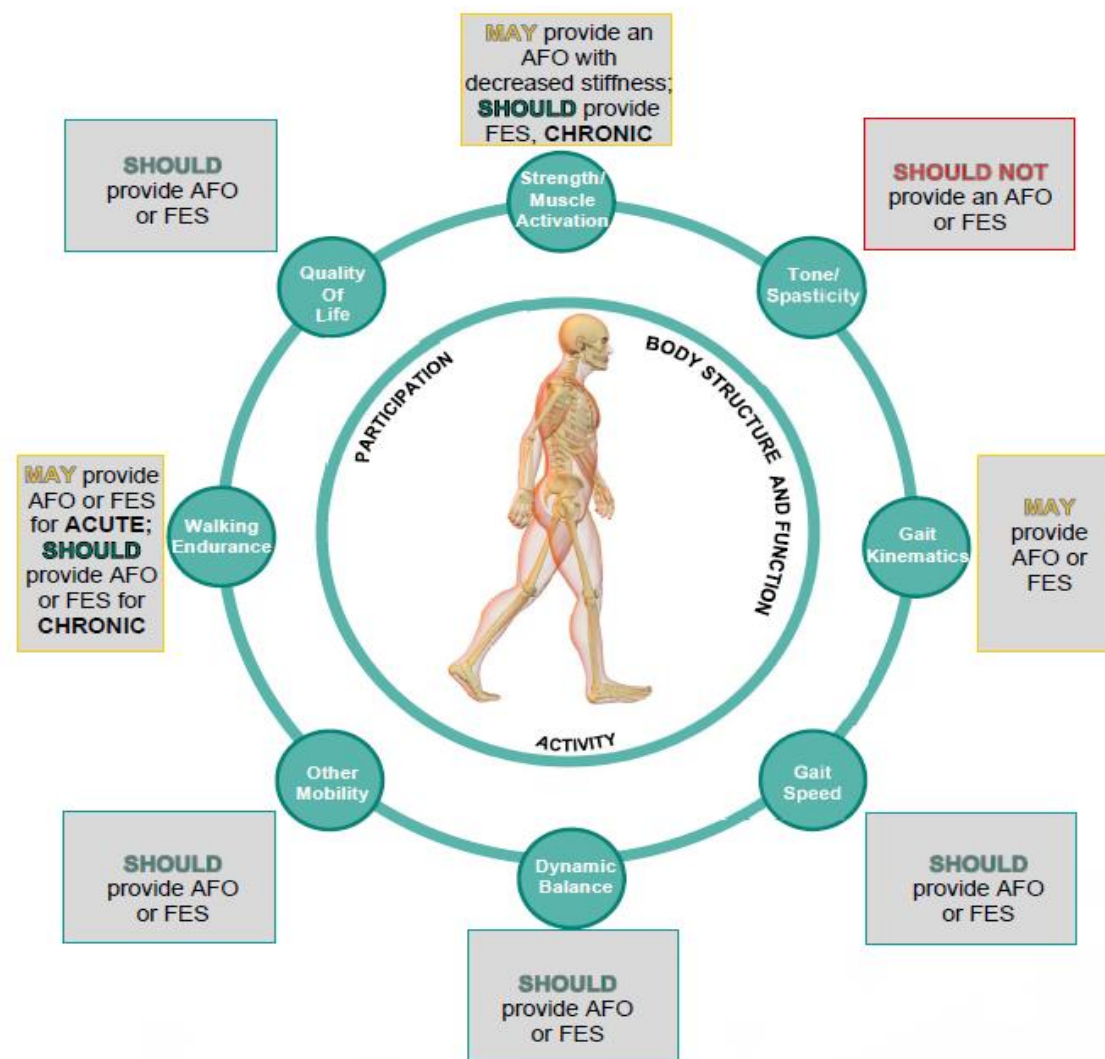 MAY provide an
AFO with
decreased stiffness;
SHOULD provide
FES, CHRONIC
Strength/
Muscle
Activation
SHOULD NOT
provide an AFO
or FES
Tone/
Spasticity
MAY
provide
AFO or
FES
Gait
Kinematics
SHOULD
provide AFO
or FES
Gait
Speed
SHOULD
provide AFO
or FES
Dynamic
Balance
SHOULD
provide AFO
or FES
Other
Mobility
MAY provide
AFO or FES
for ACUTE;
SHOULD
provide AFO
or FES for
CHRONIC
Walking
Endurance
SHOULD
provide AFO
or FES
Quality
Of
Life
PARTICIPATION
BODY STRUCTURE AND FUNCTION
ACTIVITY